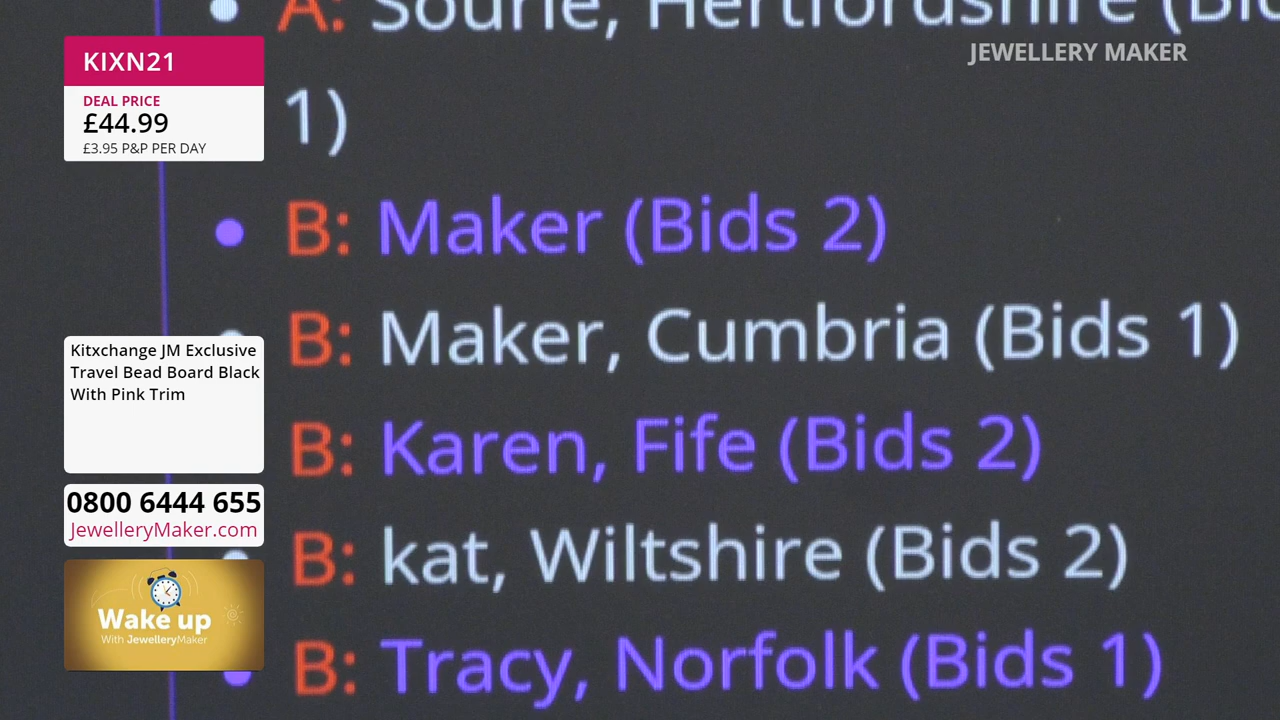 A: Sourie, Hertfordshire (Bids
1)
B: Maker (Bids 2)
B: Maker, Cumbria (Bids 1)
B: Karen, Fife (Bids 2)
B: kat, Wiltshire (Bids 2)
B: Tracy, Norfolk (Bids 1)
JEWELLERY MAKER
KIXN21
DEAL PRICE
£44.99
£3.95 P&P PER DAY
Kitxchange JM Exclusive
Travel Bead Board Black
With Pink Trim
0800 6444 655
JewelleryMaker.com
Wake up
With JewelleryMaker